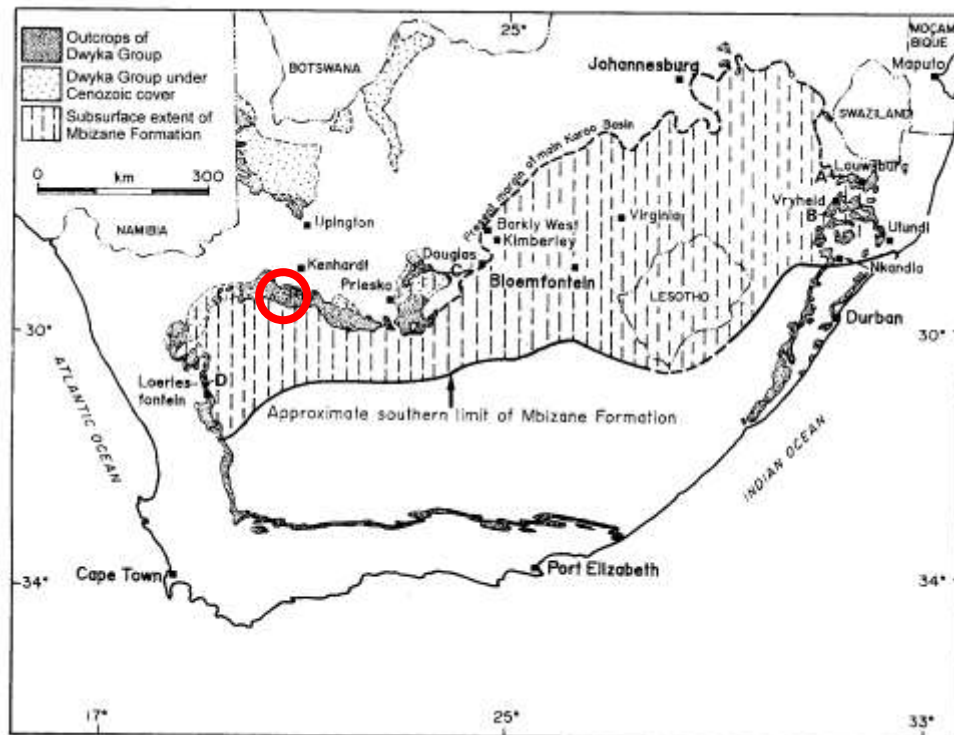 Outcrops of
Dwyka Group
Dwyka Group under
Cenozoic cover
Subsurface extent of
Mbizane Formation
0 300
km
25°
MOÇAM
BIQUE
Maputo
BOTSWANA
Johannesburg
SWAZILAND
Present margin of main Karoo Basin
A
Louwsburg
Vryheid
B
Ulundi
Nkandla
Upington
NAMIBIA
Virginia
Barkly West
Kimberley
Douglas
C
Kenhardt
Prieska
Bloemfontein
LESOTHO
Durban
30°
30°
Loeries-
fontein
D
Approximate southern limit of Mbizane Formation
ATLANTIC OCEAN
INDIAN OCEAN
Cape Town
Port Elizabeth
34°
34°
17°
25°
33°